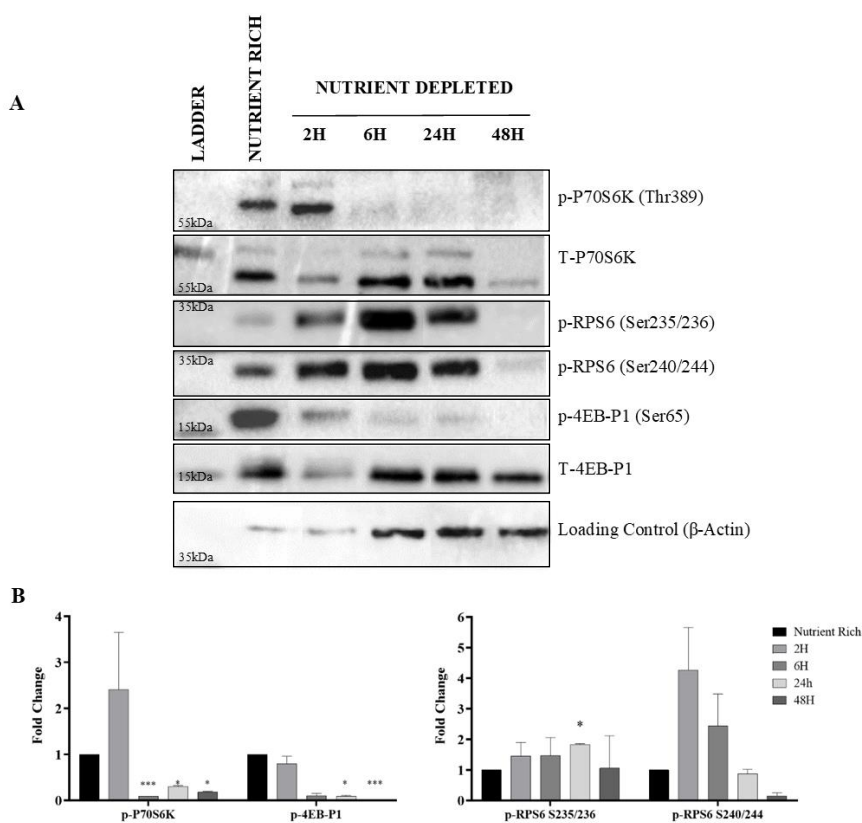 A
LADDER
NUTRIENT RICH
NUTRIENT DEPLETED
2H 6H 24H 48H
55kDa
p-P70S6K (Thr389)
55kDa
T-P70S6K
35kDa
p-RPS6 (Ser235/236)
35kDa
p-RPS6 (Ser240/244)
15kDa
p-4EB-P1 (Ser65)
15kDa
T-4EB-P1
35kDa
Loading Control (β-Actin)
B
Fold Change
4
3
2
1
0
*** * *
* ***
p-P70S6K p-4EB-P1
Fold Change
6
5
4
3
2
1
0
*
p-RPS6 S235/236 p-RPS6 S240/244
Nutrient Rich
2H
6H
24h
48H